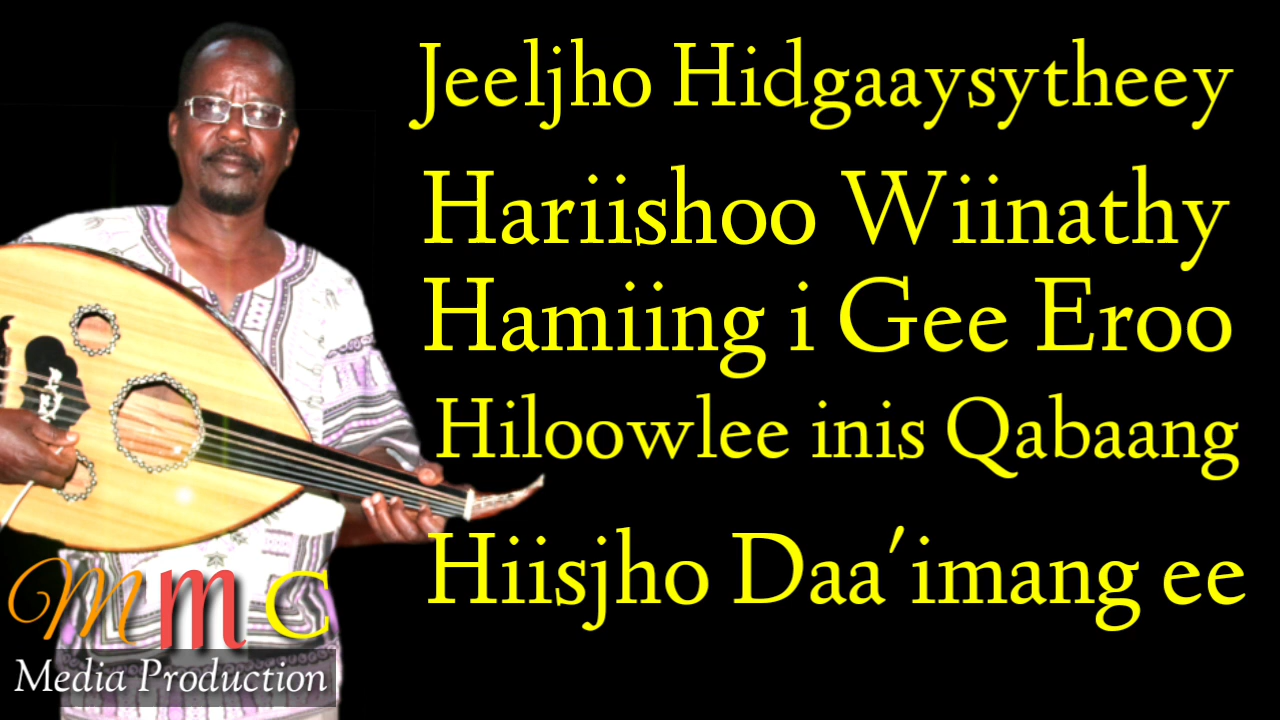 Jeeljho Hidgaaysytheey
Hariishoo Wiinathy
Hamiing i Gee Eroo
Hiloowlee inis Qabaang
Hiisjho Daa'imang ee
MMC
Media Production